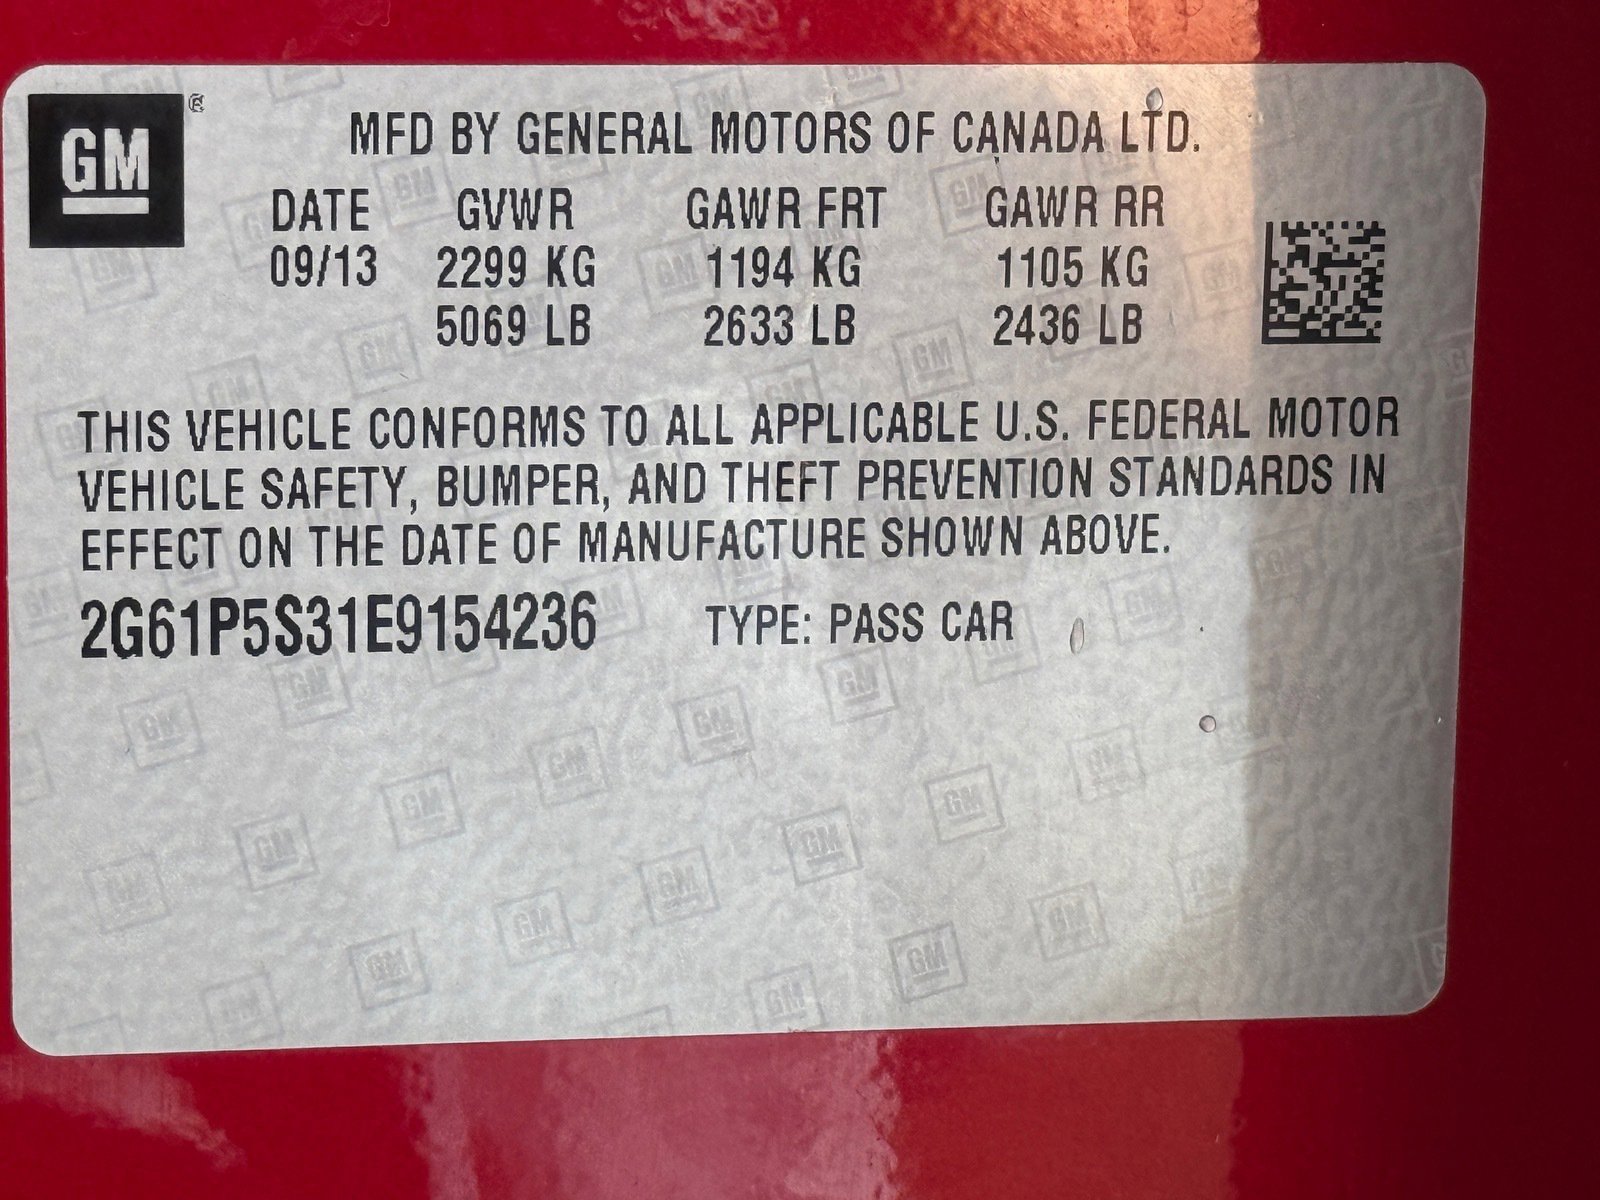 GM ®
MFD BY GENERAL MOTORS OF CANADA LTD.
DATE GVWR GAWR FRT GAWR RR
09/13 2299 KG 1194 KG 1105 KG
5069 LB 2633 LB 2436 LB
THIS VEHICLE CONFORMS TO ALL APPLICABLE U.S. FEDERAL MOTOR
VEHICLE SAFETY, BUMPER, AND THEFT PREVENTION STANDARDS IN
EFFECT ON THE DATE OF MANUFACTURE SHOWN ABOVE.
2G61P5S31E9154236 TYPE: PASS CAR